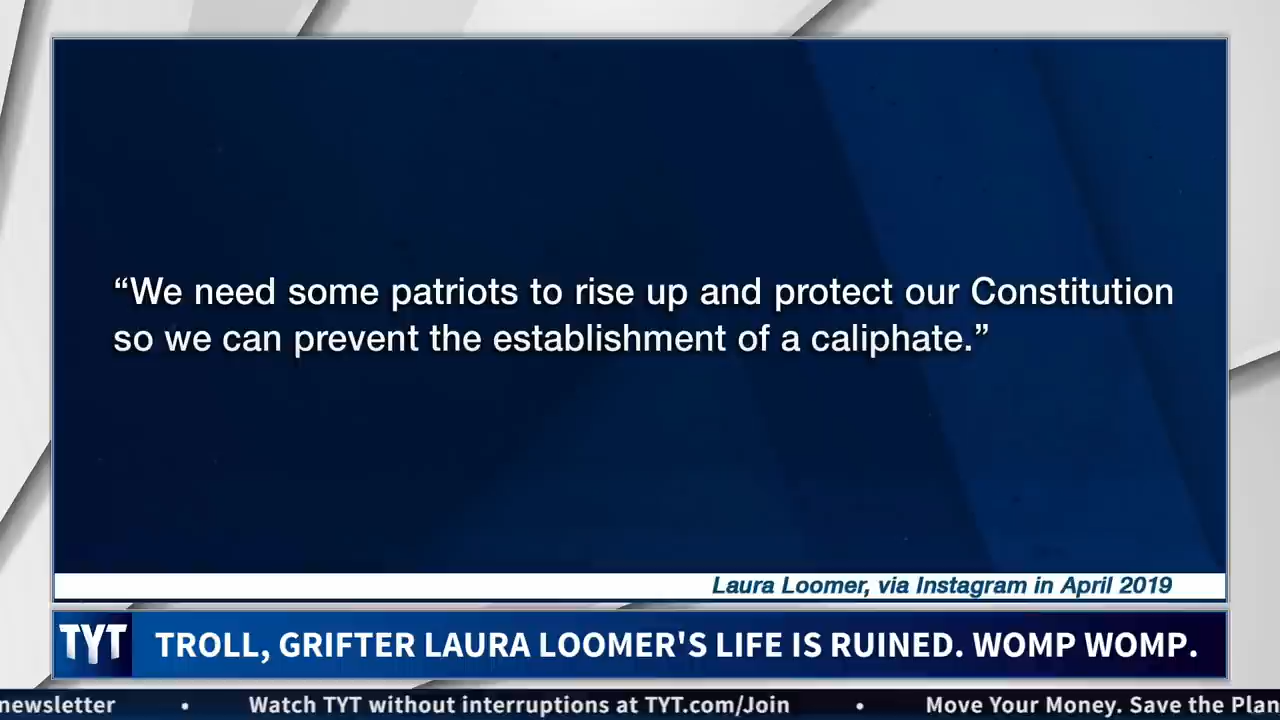 “We need some patriots to rise up and protect our Constitution
so we can prevent the establishment of a caliphate.”
Laura Loomer, via Instagram in April 2019
TYT TROLL, GRIFTER LAURA LOOMER'S LIFE IS RUINED. WOMP WOMP.
newsletter • Watch TYT without interruptions at TYT.com/Join • Move Your Money. Save the Plan